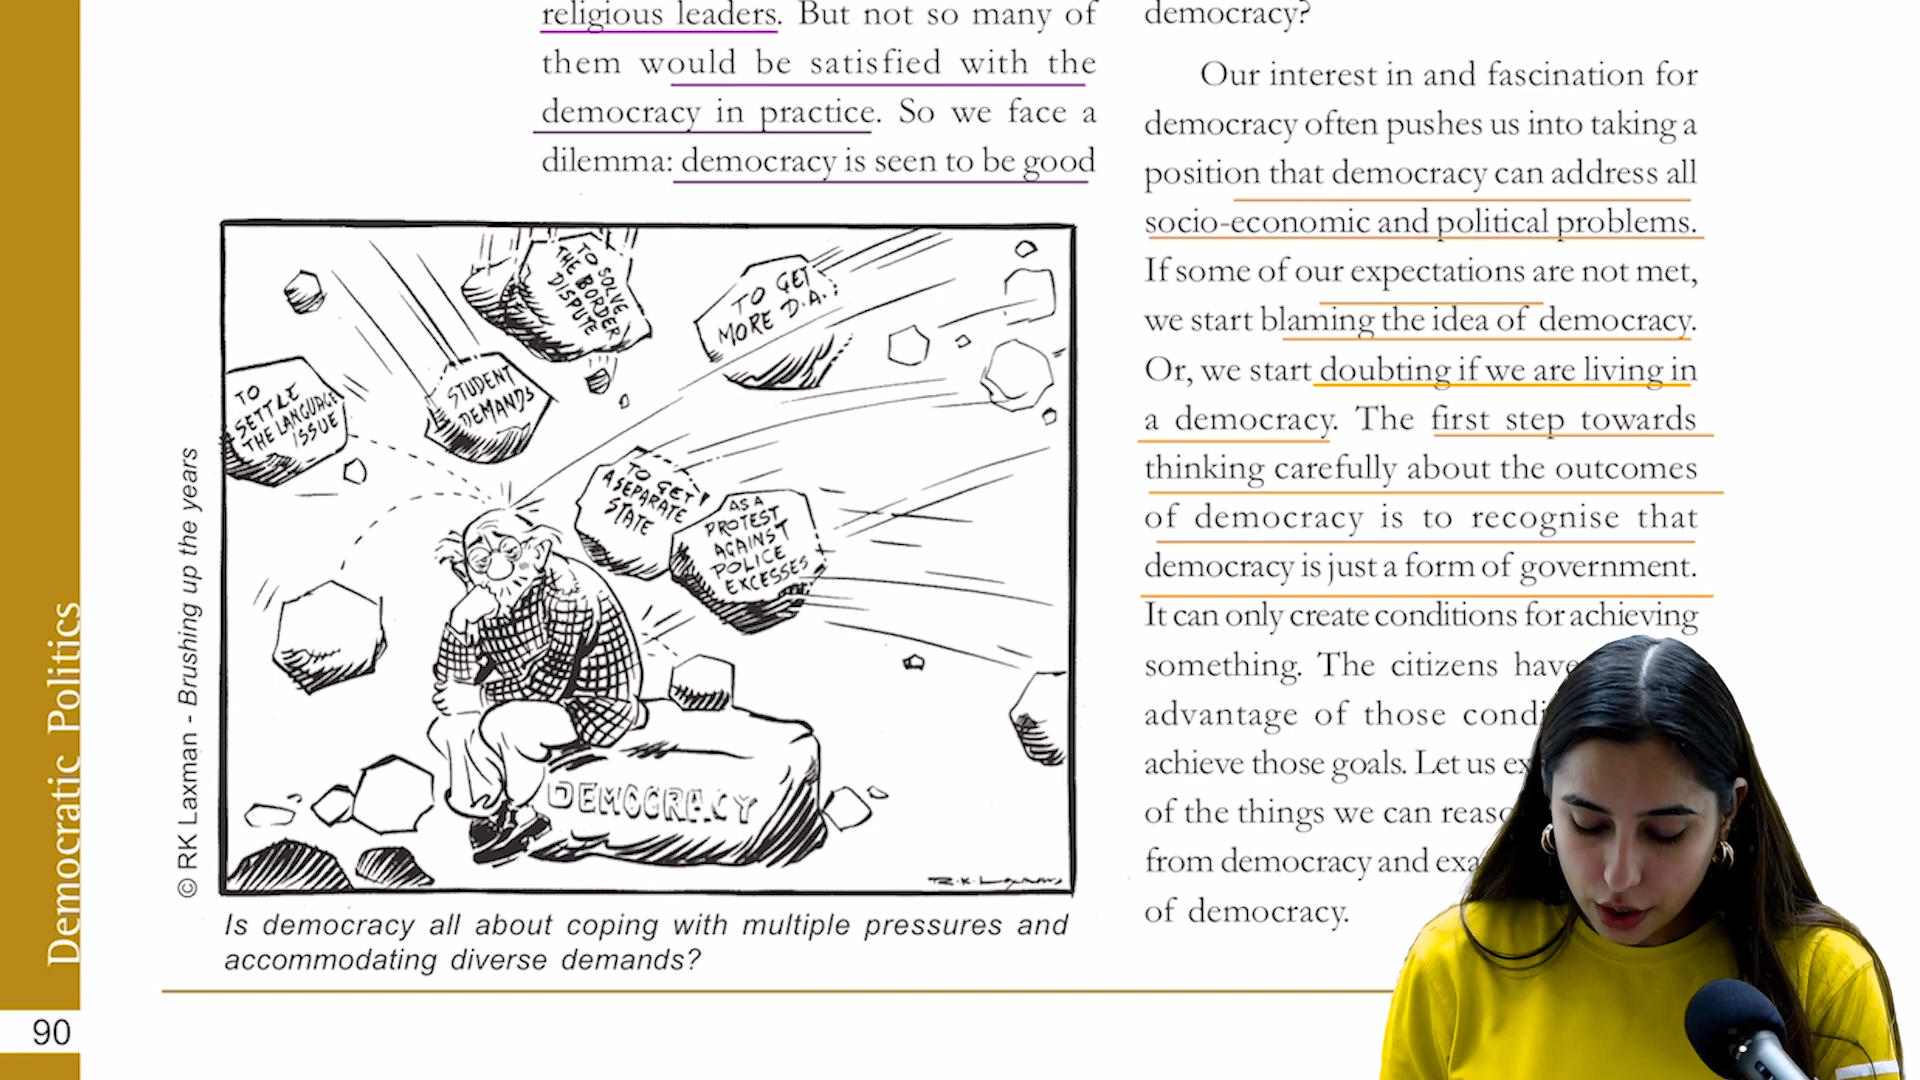 religious leaders. But not so many of
them would be satisfied with the
democracy in practice. So we face a
dilemma: democracy is seen to be good
TO SETTLE
THE LANGUAGE
ISSUE
STUDENT
DEMANDS
TO SOLVE
THE BORDER
DISPUTE
TO GET
MORE D.A.
TO GET
A SEPARATE
STATE
AS A
PROTEST
AGAINST
POLICE
EXCESSES
DEMOCRACY
R.K. Laxman
© RK Laxman - Brushing up the years
Is democracy all about coping with multiple pressures and
accommodating diverse demands?
democracy?
Our interest in and fascination for
democracy often pushes us into taking a
position that democracy can address all
socio-economic and political problems.
If some of our expectations are not met,
we start blaming the idea of democracy.
Or, we start doubting if we are living in
a democracy. The first step towards
thinking carefully about the outcomes
of democracy is to recognise that
democracy is just a form of government.
It can only create conditions for achieving
something. The citizens have
advantage of those
achieve those goals. Let us
of the things we can
from democracy and
of democracy.
Democratic Politics
90